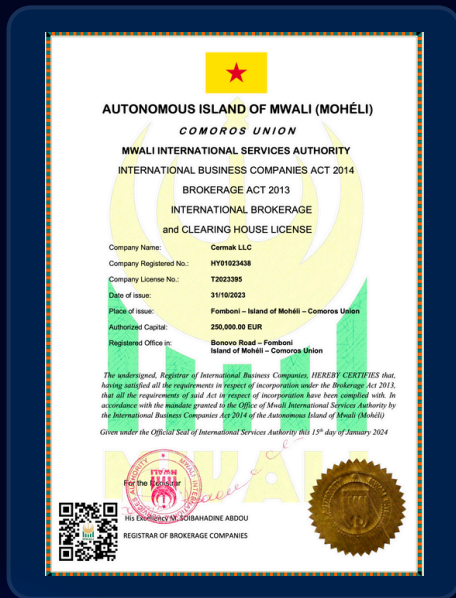 AUTONOMOUS ISLAND OF MWALI (MOHÉLI)
COMOROS UNION
MWALI INTERNATIONAL SERVICES AUTHORITY
INTERNATIONAL BUSINESS COMPANIES ACT 2014
BROKERAGE ACT 2013
INTERNATIONAL BROKERAGE
and CLEARING HOUSE LICENSE
Company Name: Cermak LLC
Company Registered No.: HY01023438
Company License No.: T2023395
Date of issue: 31/10/2023
Place of issue: Fomboni – Island of Mohéli – Comoros Union
Authorized Capital: 250,000.00 EUR
Registered Office in: Bonovo Road – Fomboni
Island of Mohéli – Comoros Union
The undersigned, Registrar of International Business Companies, HEREBY CERTIFIES that,
having satisfied all the requirements in respect of incorporation under the Brokerage Act 2013,
that all the requirements of said Act in respect of incorporation have been complied with. In
accordance with the mandate granted to the Office of Mwali International Services Authority by
the International Business Companies Act 2014 of the Autonomous Island of Mwali (Mohéli)
Given under the Official Seal of International Services Authority this 15th day of January 2024
MWALI
For the Registrar
His Excellency M. SOIBAHADINE ABDOU
REGISTRAR OF BROKERAGE COMPANIES